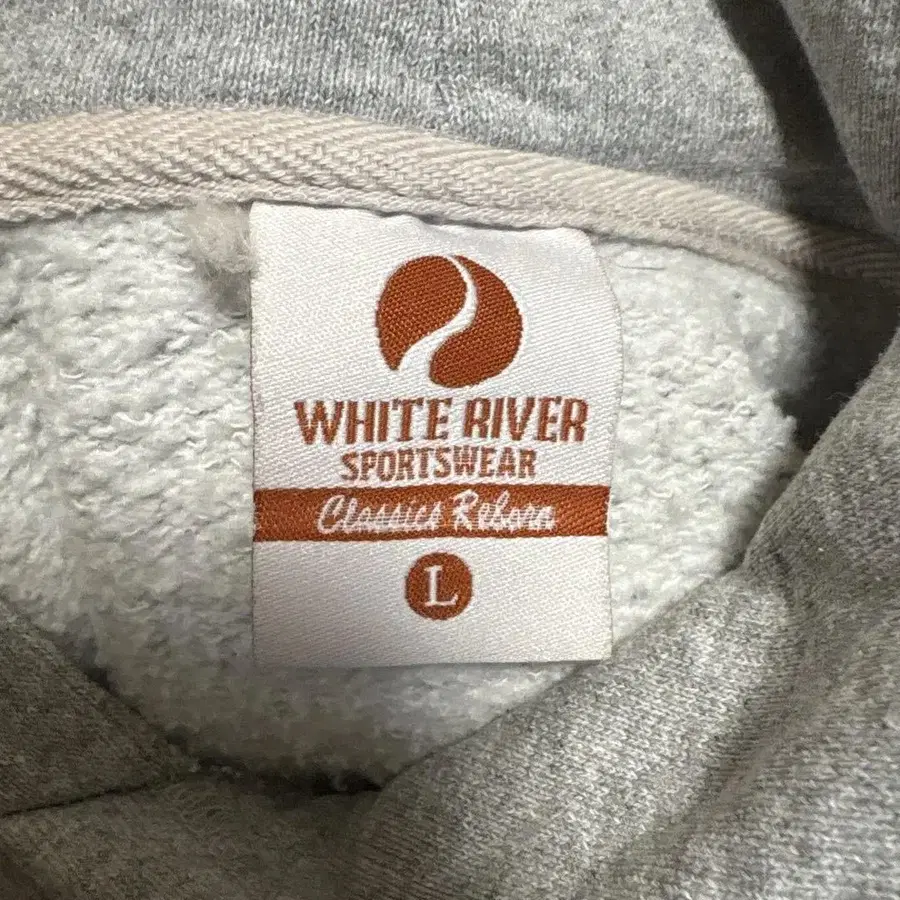 WHITE RIVER
SPORTSWEAR
Classics Reborn
L